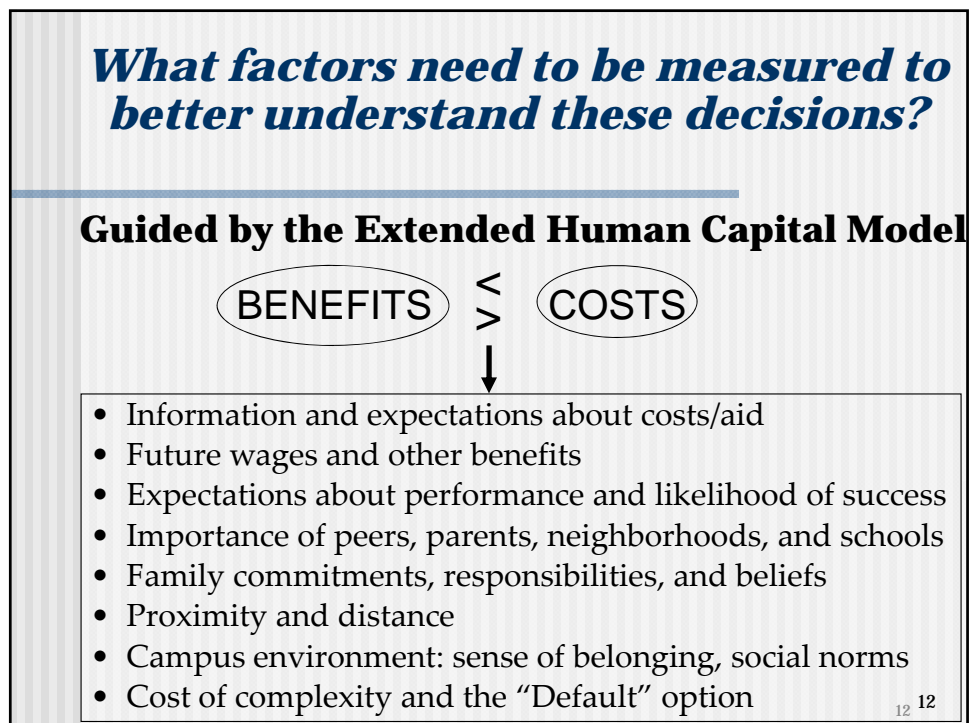 What factors need to be measured to
better understand these decisions?
Guided by the Extended Human Capital Model
BENEFITS < > COSTS
• Information and expectations about costs/aid
• Future wages and other benefits
• Expectations about performance and likelihood of success
• Importance of peers, parents, neighborhoods, and schools
• Family commitments, responsibilities, and beliefs
• Proximity and distance
• Campus environment: sense of belonging, social norms
• Cost of complexity and the “Default” option
12 12